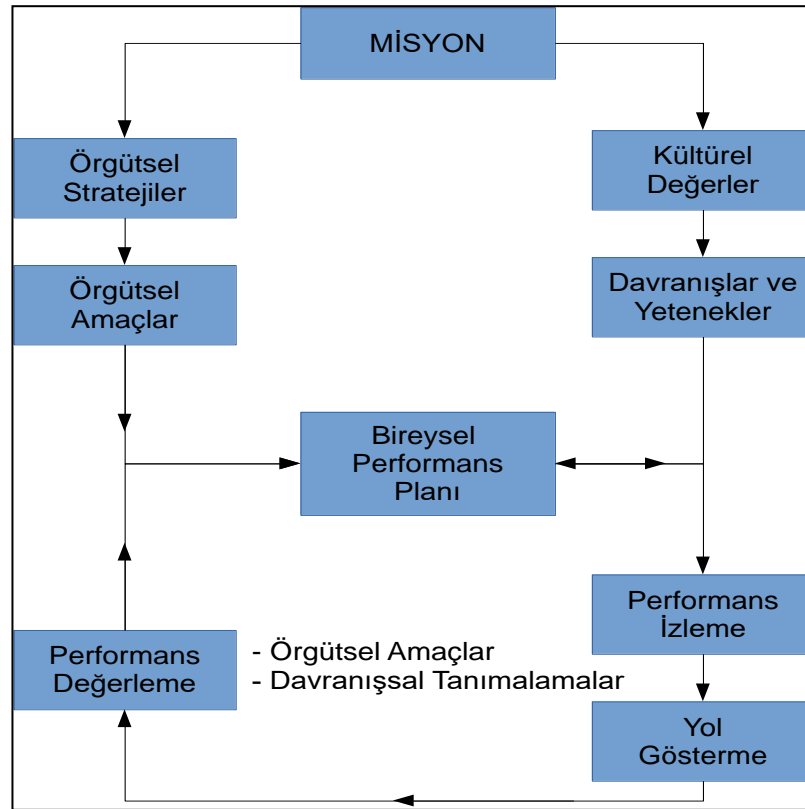 MİSYON
Örgütsel
Stratejiler
Kültürel
Değerler
Örgütsel
Amaçlar
Davranışlar ve
Yetenekler
Bireysel
Performans
Planı
Performans
İzleme
Performans
Değerleme
- Örgütsel Amaçlar
- Davranışsal Tanımalamalar
Yol
Gösterme